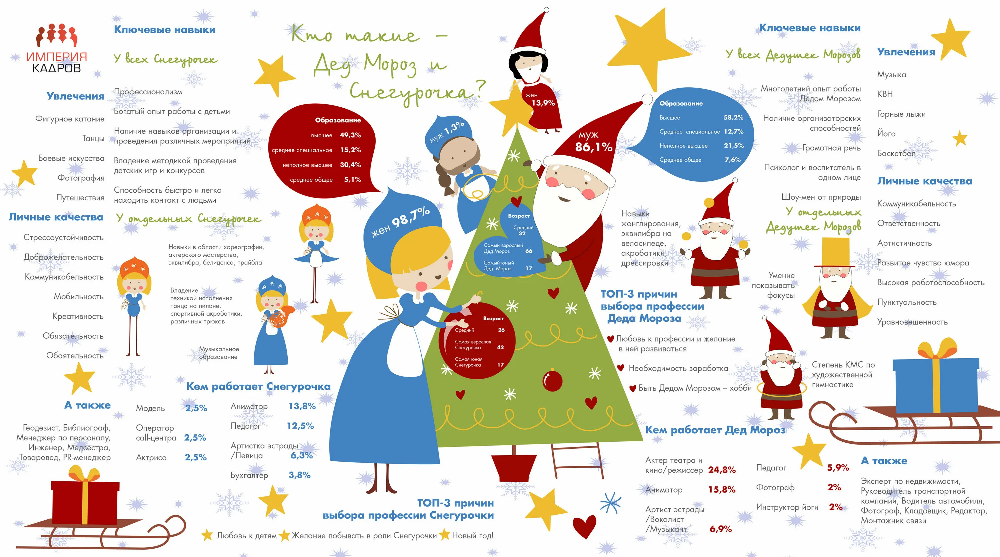 ИМПЕРИЯ
КАДРОВ
Увлечения
Фигурное катание
Танцы
Боевые искусства
Фотография
Путешествия
Личные качества
Стрессоустойчивость
Доброжелательность
Коммуникабельность
Мобильность
Креативность
Обязательность
Обаятельность
Ключевые навыки
У всех Снегурочек
Профессионализм
Богатый опыт работы с детьми
Наличие навыков организации и
проведения различных мероприятий
Владение методикой проведения
детских игр и конкурсов
Способность быстро и легко
находить контакт с людьми
У отдельных Снегурочек
Навыки в области хореографии,
актерского мастерства,
эквилибра, белиденса, трайбла
Владение
техникой исполнения
танца на пилоне,
спортивной акробатики,
различных трюков
Музыкальное
образование
А также
Геодезист, Библиограф,
Менеджер по персоналу,
Инженер, Медсестра,
Товаровед, PR-менеджер
Кем работает Снегурочка
Модель 2,5%
Оператор
call-центра 2,5%
Актриса 2,5%
Аниматор 13,8%
Педагог 12,5%
Артистка эстрады
/Певица 6,3%
Бухгалтер 3,8%
Кто такие –
Дед Мороз и
Снегурочка?
Образование
высшее 49,3%
среднее специальное 15,2%
неполное высшее 30,4%
среднее общее 5,1%
муж 1,3%
жен 98,7%
жен
13,9%
муж
86,1%
Возраст
Средний
32
Самый взрослый
Дед Мороз 66
Самый юный
Дед Мороз 17
Возраст
Средний 26
Самая взрослая
Снегурочка 42
Самая юная
Снегурочка 17
ТОП-3 причин
выбора профессии Снегурочки
Любовь к детям Желание побывать в роли Снегурочки Новый год!
Образование
Высшее 58,2%
Среднее специальное 12,7%
Неполное высшее 21,5%
Среднее общее 7,6%
Ключевые навыки
У всех Дедушек Морозов
Многолетний опыт работы
Дедом Морозом
Наличие организаторских
способностей
Грамотная речь
Психолог и воспитатель в
одном лице
Шоу-мен от природы
У отдельных
Дедушек Морозов
Навыки
жонглирования,
эквилибра на
велосипеде,
акробатики,
дрессировки
Умение
показывать
фокусы
Степень КМС по
художественной
гимнастике
ТОП-3 причин
выбора профессии
Деда Мороза
Любовь к профессии и желание
в ней развиваться
Необходимость заработка
Быть Дедом Морозом – хобби
Увлечения
Музыка
КВН
Горные лыжи
Йога
Баскетбол
Личные качества
Коммуникабельность
Ответственность
Артистичность
Развитое чувство юмора
Высокая работоспособность
Пунктуальность
Уравновешенность
Кем работает Дед Мороз
Актер театра и
кино/режиссер 24,8%
Аниматор 15,8%
Артист эстрады
/Вокалист
/Музыкант 6,9%
Педагог 5,9%
Фотограф 2%
Инструктор йоги 2%
А также
Эксперт по недвижимости,
Руководитель транспортной
компании, Водитель автомобиля,
Фотограф, Кладовщик, Редактор,
Монтажник связи